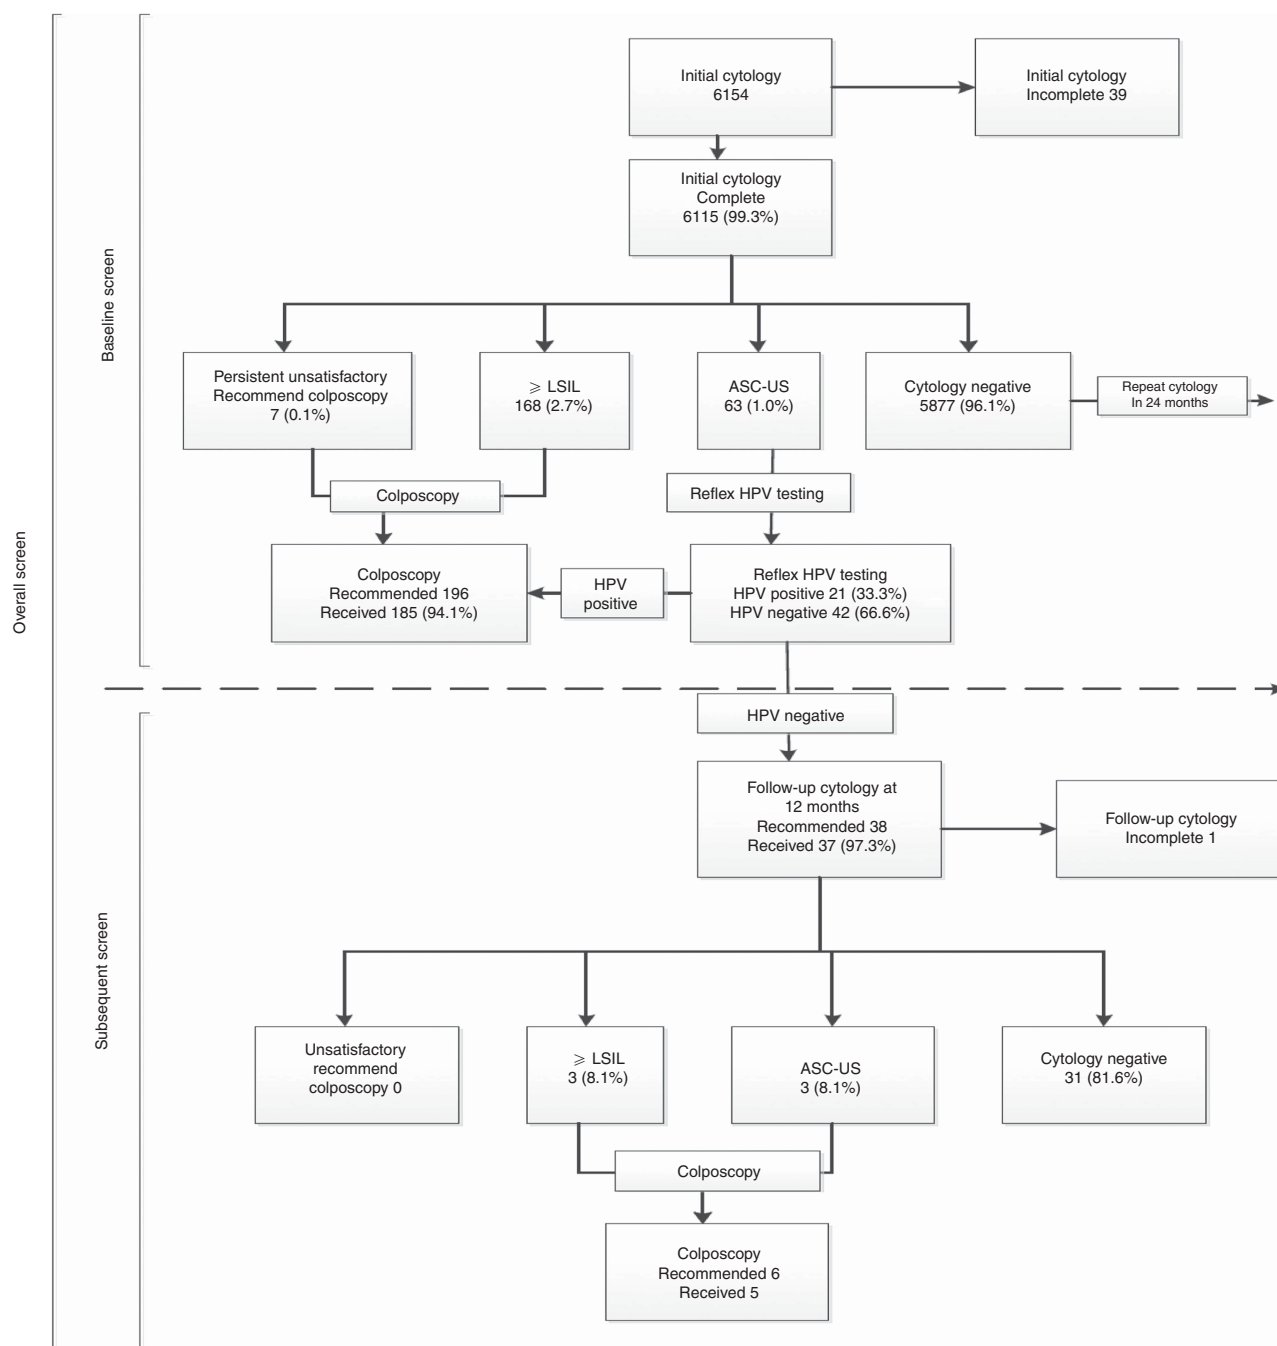 Overall screen
Baseline screen
Initial cytology
6154
Initial cytology
Incomplete 39
Initial cytology
Complete
6115 (99.3%)
Persistent unsatisfactory
Recommend colposcopy
7 (0.1%)
⩾ LSIL
168 (2.7%)
ASC-US
63 (1.0%)
Cytology negative
5877 (96.1%)
Repeat cytology
In 24 months
Colposcopy
Reflex HPV testing
Colposcopy
Recommended 196
Received 185 (94.1%)
HPV
positive
Reflex HPV testing
HPV positive 21 (33.3%)
HPV negative 42 (66.6%)
Subsequent screen
HPV negative
Follow-up cytology at
12 months
Recommended 38
Received 37 (97.3%)
Follow-up cytology
Incomplete 1
Unsatisfactory
recommend
colposcopy 0
⩾ LSIL
3 (8.1%)
ASC-US
3 (8.1%)
Cytology negative
31 (81.6%)
Colposcopy
Colposcopy
Recommended 6
Received 5